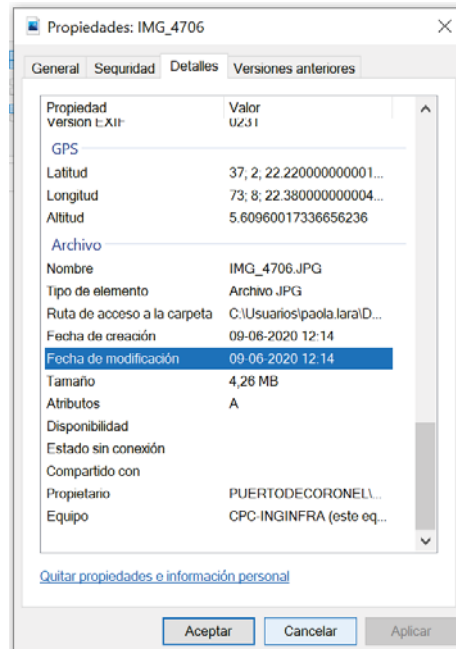 Propiedades: IMG_4706
General Seguridad Detalles Versiones anteriores
Propiedad Valor
Versión EXIF 0231
GPS
Latitud 37; 2; 22.220000000001...
Longitud 73; 8; 22.380000000004...
Altitud 5.60960017336656236
Archivo
Nombre IMG_4706.JPG
Tipo de elemento Archivo JPG
Ruta de acceso a la carpeta C:\Usuarios\paola.lara\D...
Fecha de creación 09-06-2020 12:14
Fecha de modificación 09-06-2020 12:14
Tamaño 4,26 MB
Atributos A
Disponibilidad
Estado sin conexión
Compartido con
Propietario PUERTODECORONEL\...
Equipo CPC-INGINFRA (este eq...
Quitar propiedades e información personal
Aceptar Cancelar Aplicar